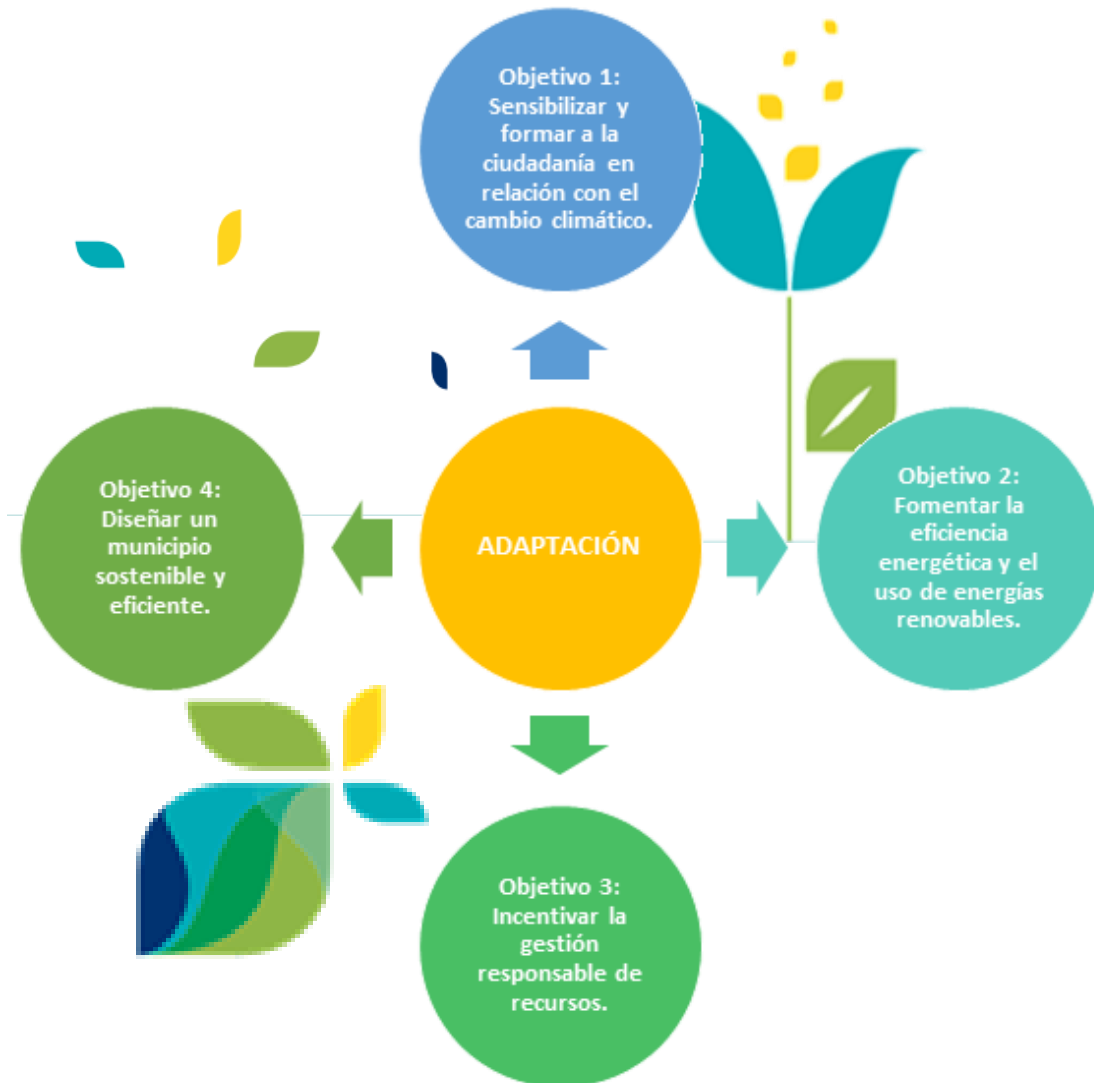 Objetivo 1:
Sensibilizar y
formar a la
ciudadanía en
relación con el
cambio climático.
Objetivo 4:
Diseñar un
municipio
sostenible y
eficiente.
ADAPTACIÓN
Objetivo 2:
Fomentar la
eficiencia
energética y el
uso de energías
renovables.
Objetivo 3:
Incentivar la
gestión
responsable de
recursos.